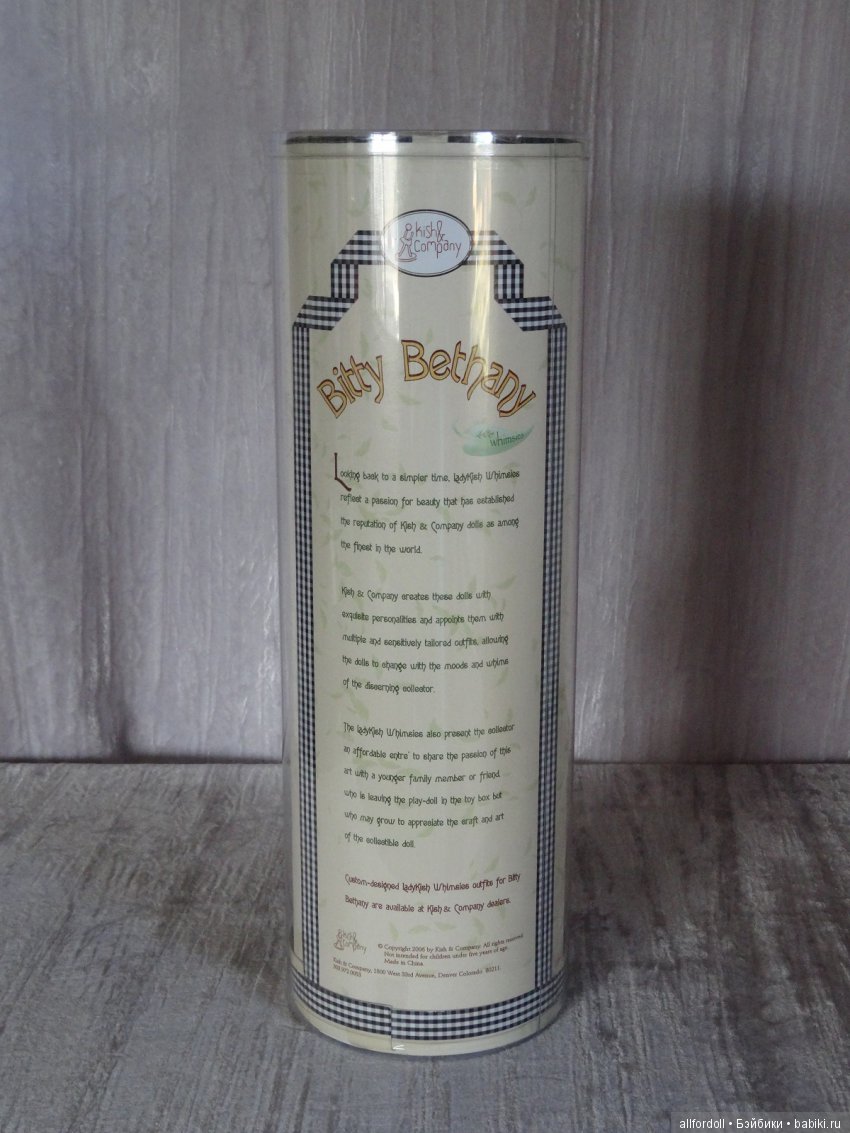 Kish &
Company
Bitty Bethany
whimsies
Looking back to a simpler time, LadyKish Whimsies
reflect a passion for beauty that has established
the reputation of Kish & Company dolls as among
the finest in the world.
Kish & Company creates these dolls with
exquisite personalities and appoints them with
multiple and sensitively tailored outfits, allowing
the dolls to change with the moods and whims
of the discerning collector.
The LadyKish Whimsies also present the collector
an affordable entre' to share the passion of this
art with a younger family member or friend
who is leaving the play-doll in the toy box but
who may grow to appreciate the craft and art
of the collectible doll.
Custom-designed LadyKish Whimsies outfits for Bitty
Bethany are available at Kish & Company dealers.
Kish &
Company
© Copyright 2006 by Kish & Company. All rights reserved.
Not intended for children under five years of age.
Made in China.
Kish & Company, 1800 West 33rd Avenue, Denver Colorado 80211.
303.972.0053
allfordoll • Бэйбики • babiki.ru